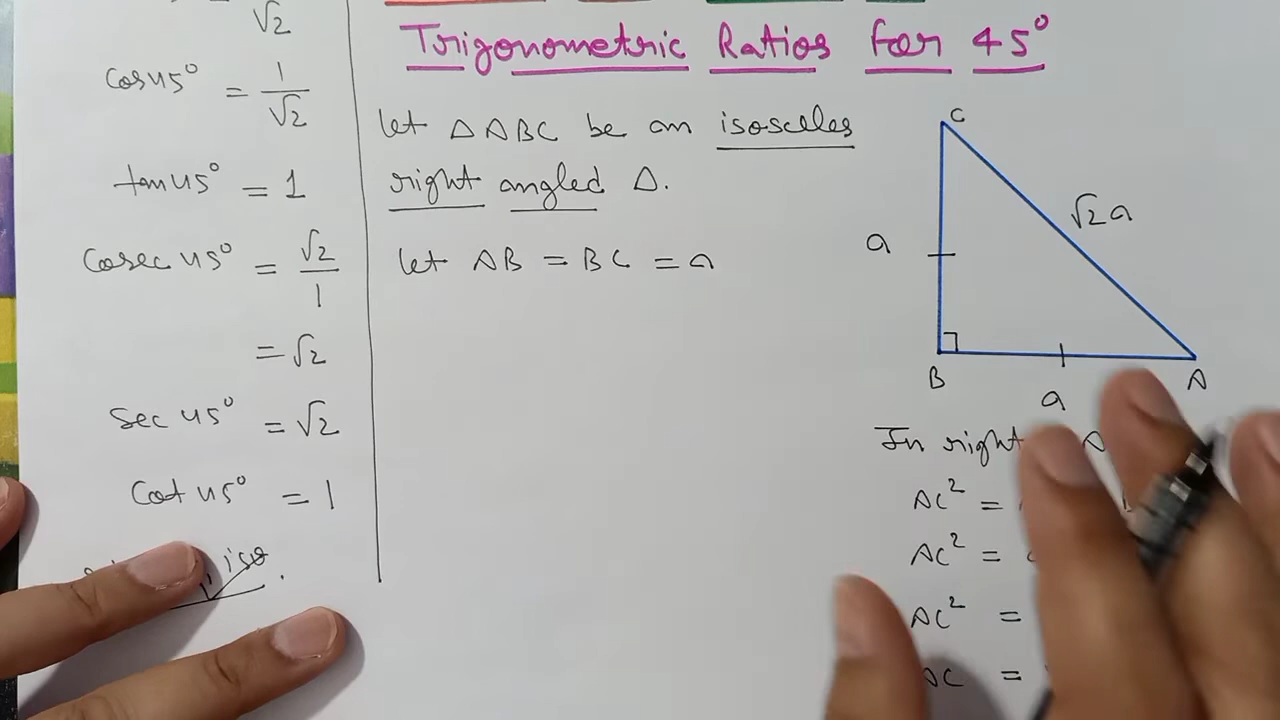 √2
Cos 45° = 1/√2
tan 45° = 1
Cosec 45° = √2/1
= √2
Sec 45° = √2
Cot 45° = 1
Trigonometric Ratios for 45°
let △ABC be an isosceles
right angled △.
let AB = BC = a
C
√2a
a
B
A
a
In right
AC² =
AC² =
AC² =
AC =